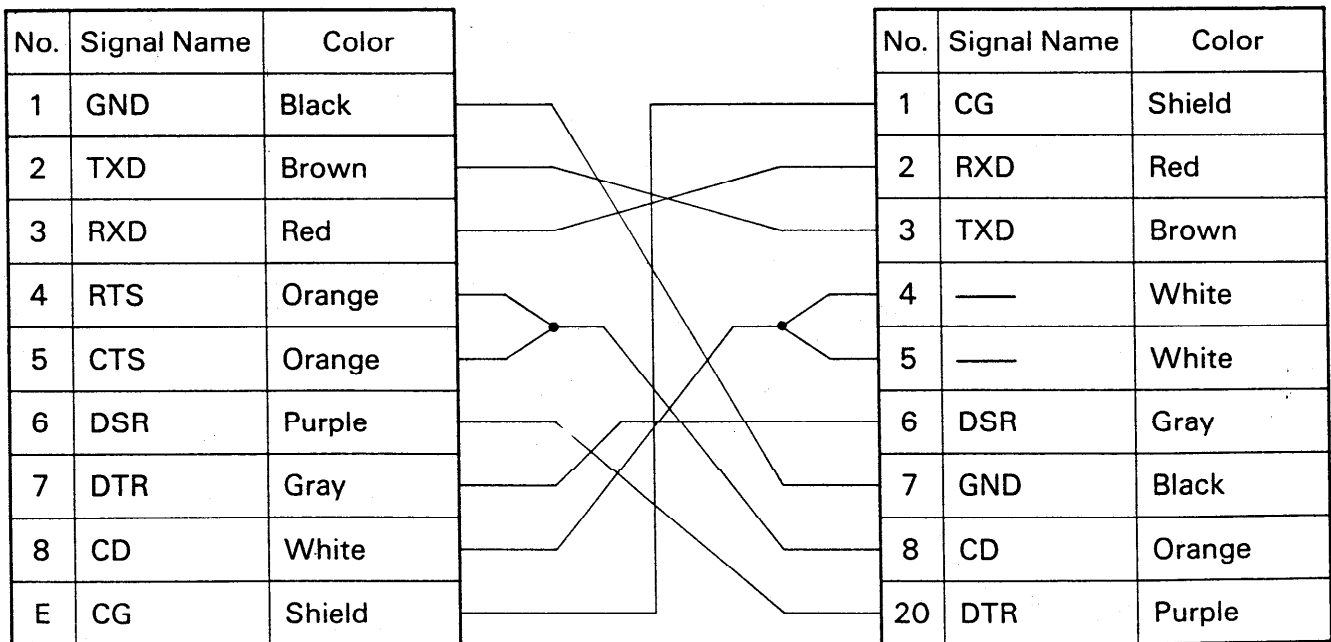 No. Signal Name Color
1 GND Black
2 TXD Brown
3 RXD Red
4 RTS Orange
5 CTS Orange
6 DSR Purple
7 DTR Gray
8 CD White
E CG Shield
No. Signal Name Color
1 CG Shield
2 RXD Red
3 TXD Brown
4 — White
5 — White
6 DSR Gray
7 GND Black
8 CD Orange
20 DTR Purple